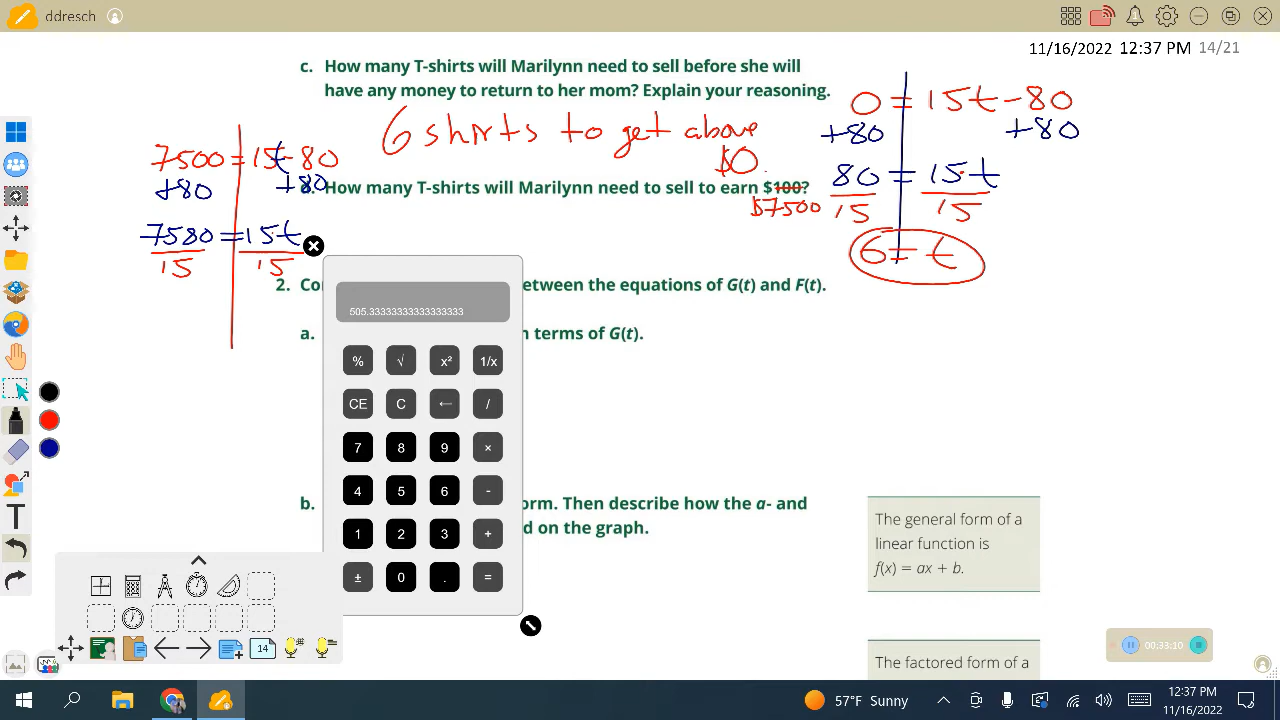 ddresch
11/16/2022 12:37 PM 14/21
c. How many T-shirts will Marilynn need to sell before she will
have any money to return to her mom? Explain your reasoning.
6 shirts to get above
$0.
0 = 15t - 80
+80 +80
80 = 15·t
15 15
6 = t
7500 = 15t - 80
+80 +80
7580 = 15·t
15 15
How many T-shirts will Marilynn need to sell to earn $100?
$7500
505.33333333333333333
% √ x² 1/x
CE C ← /
7 8 9 ×
4 5 6 -
1 2 3 +
± 0 . =
2. Co etween the equations of G(t) and F(t).
a. n terms of G(t).
b. orm. Then describe how the a- and
d on the graph.
The general form of a
linear function is
f(x) = ax + b.
The factored form of a
T
14
00:33:10
57°F Sunny
12:37 PM
11/16/2022